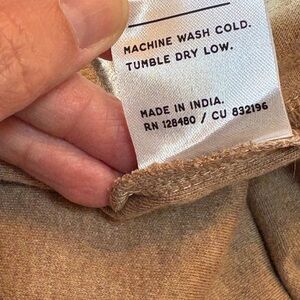 MACHINE WASH COLD.
TUMBLE DRY LOW.
MADE IN INDIA.
RN 128480 / CU 832196